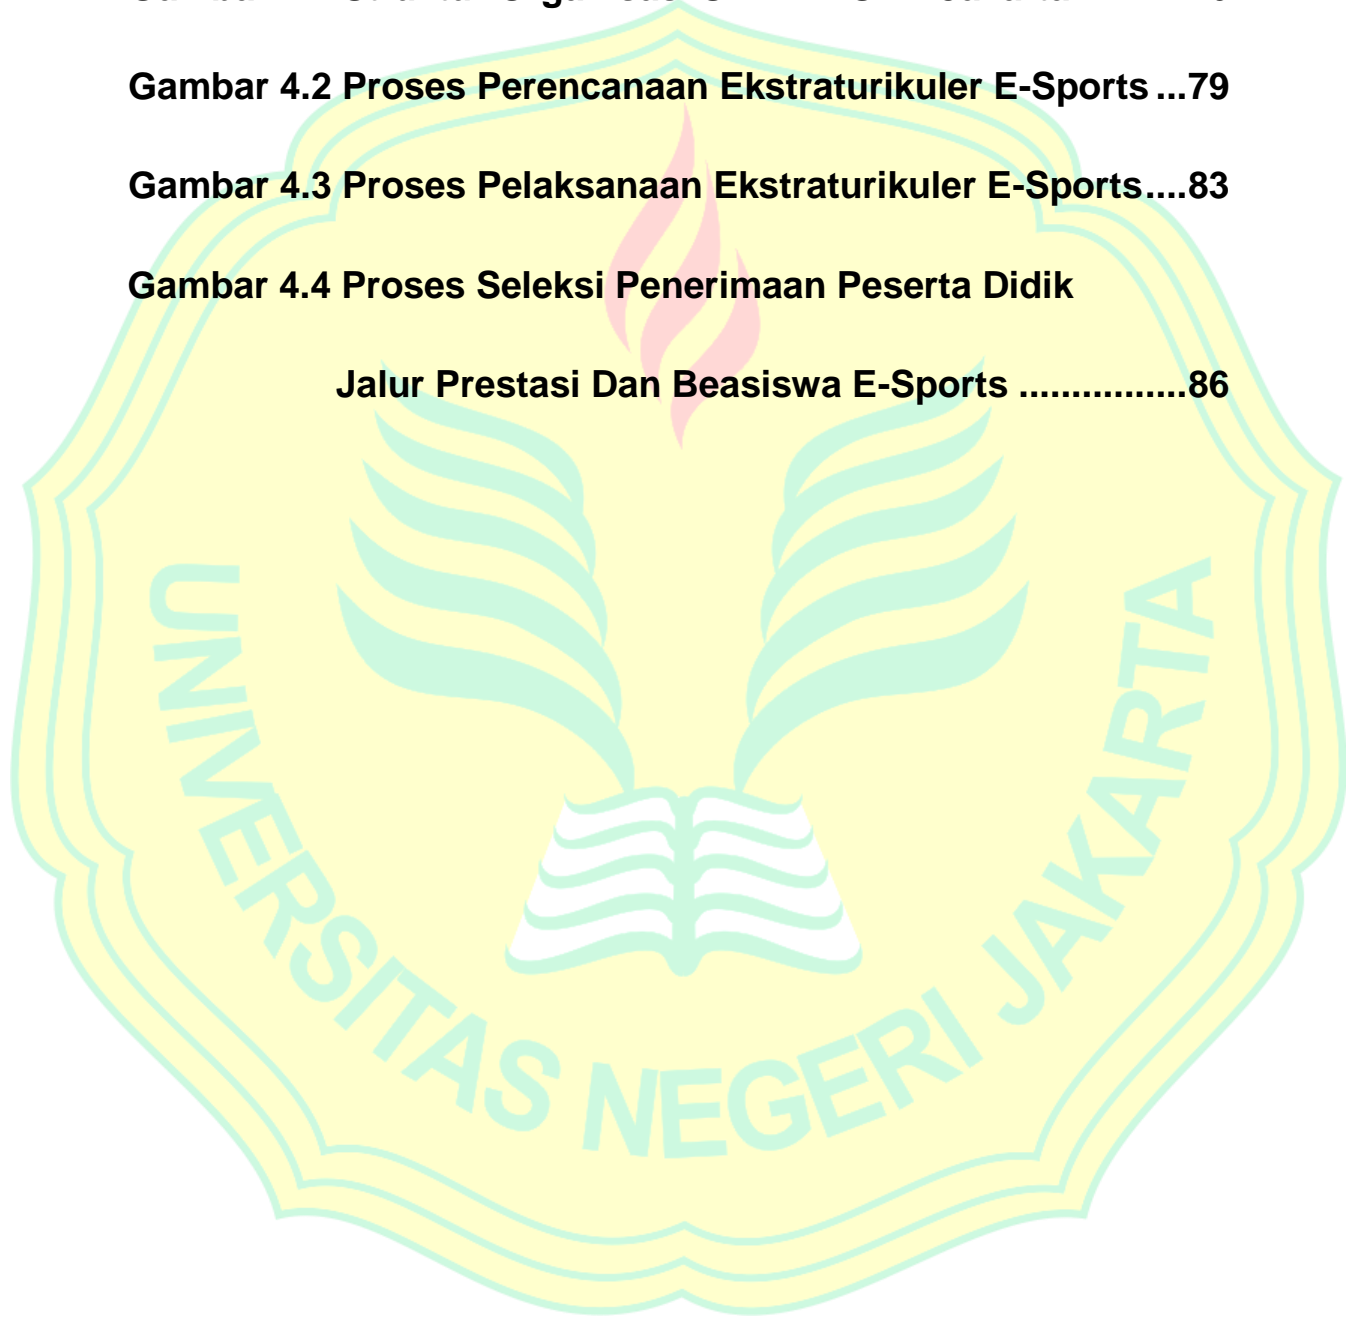 Gambar 4.2 Proses Perencanaan Ekstraturikuler E-Sports ...79
Gambar 4.3 Proses Pelaksanaan Ekstraturikuler E-Sports....83
Gambar 4.4 Proses Seleksi Penerimaan Peserta Didik
Jalur Prestasi Dan Beasiswa E-Sports ................86
UNIVERSITAS NEGERI JAKARTA